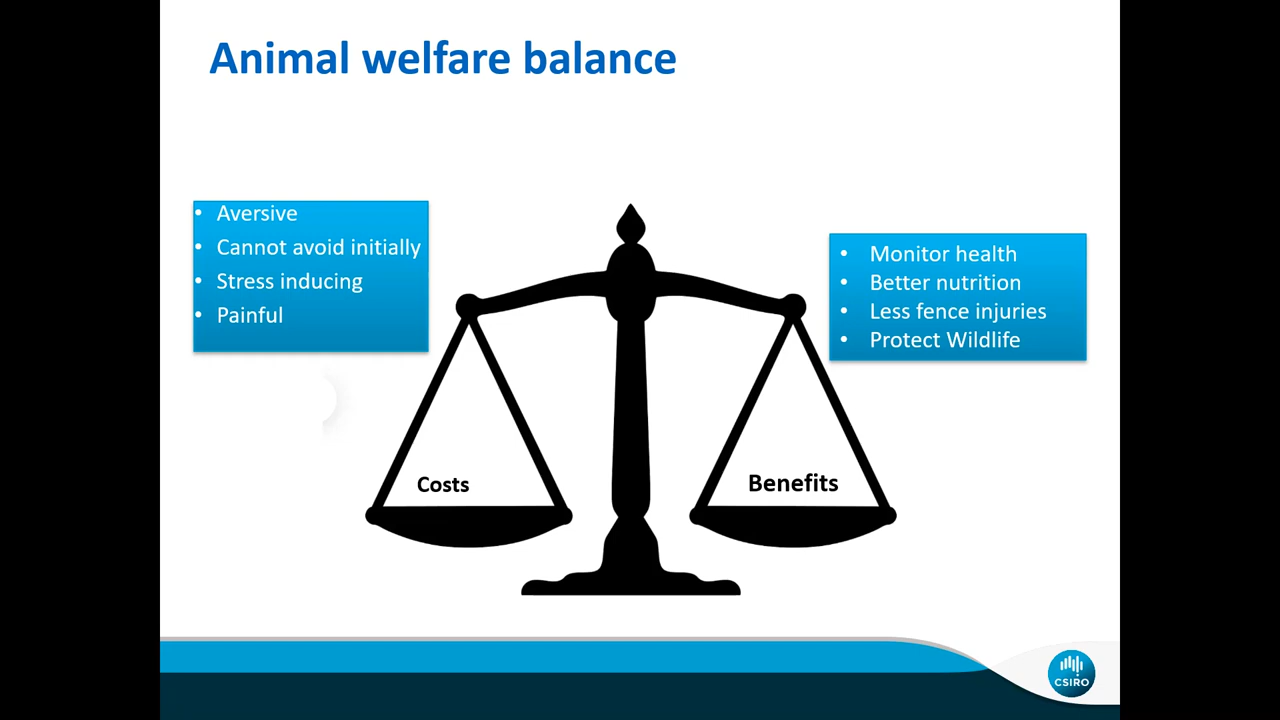 Animal welfare balance
• Aversive
• Cannot avoid initially
• Stress inducing
• Painful
• Monitor health
• Better nutrition
• Less fence injuries
• Protect Wildlife
Costs
Benefits
CSIRO